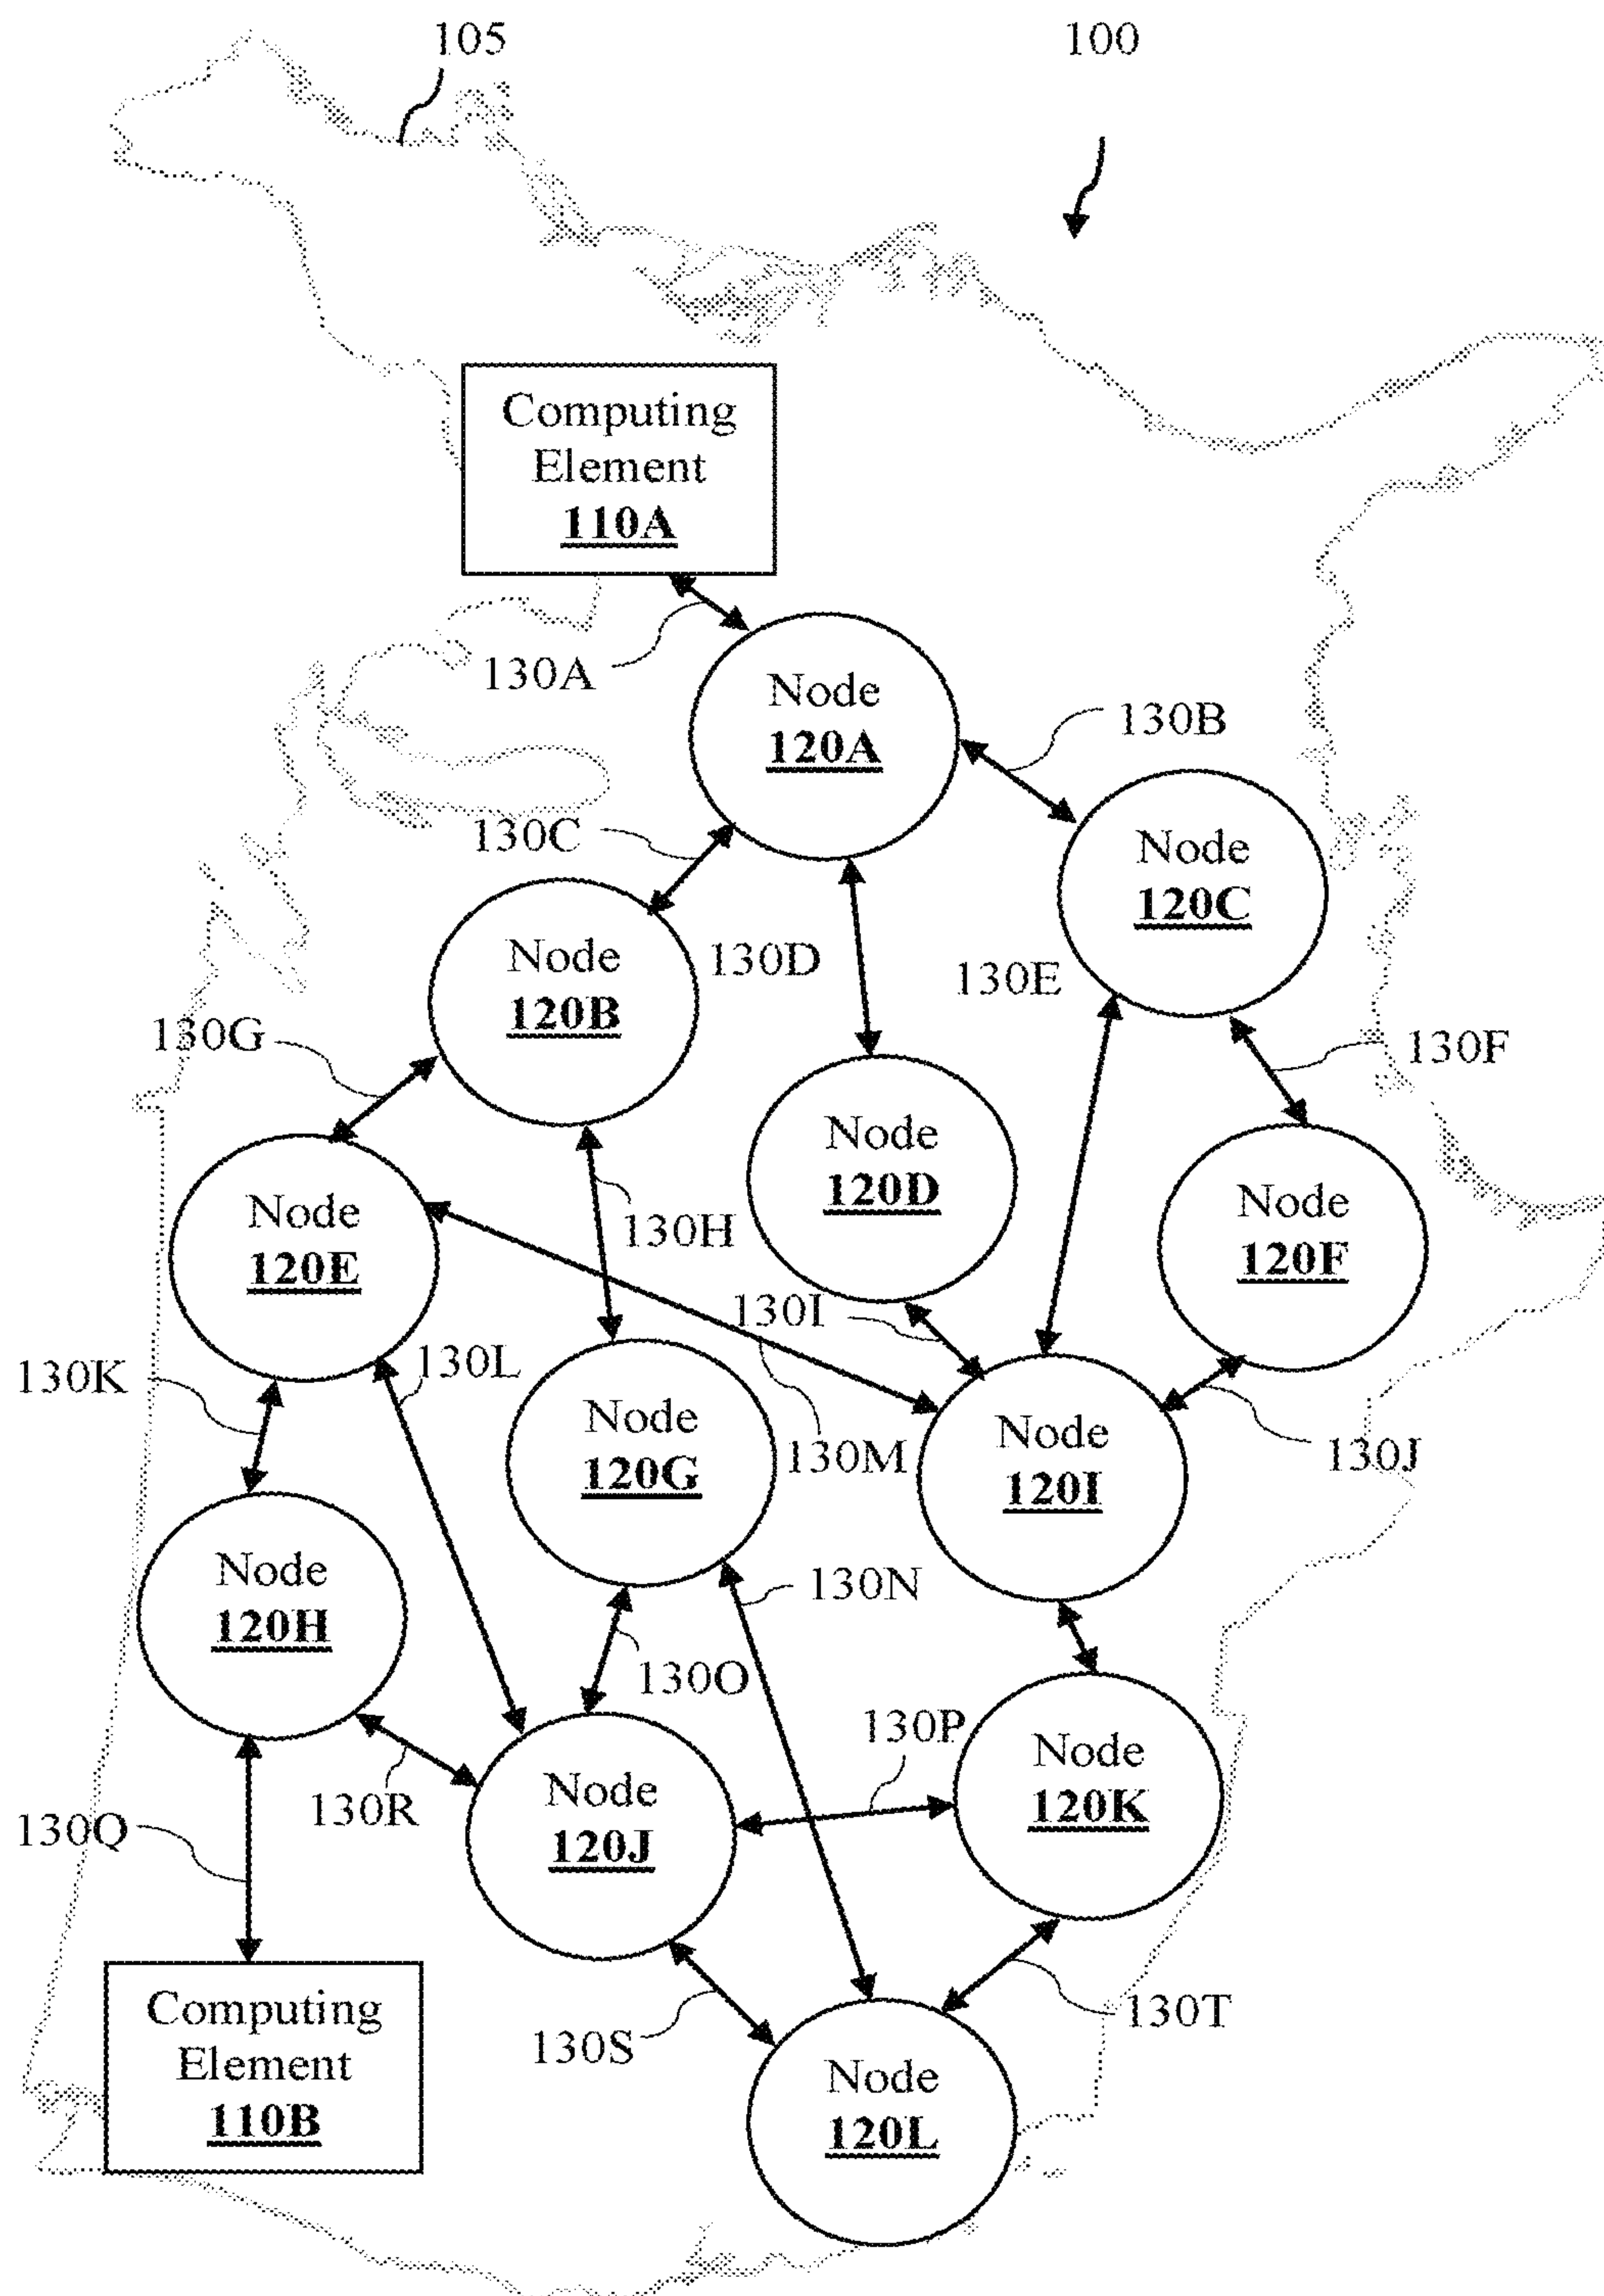 105
100
Computing
Element
110A
130A
Node
120A
130B
130C
Node
120C
Node
120B
130D
130E
130G
130F
Node
120D
Node
120E
130H
Node
120F
130I
130K
130L
Node
120G
130M
Node
120I
130J
Node
120H
130N
130O
130P
Node
120K
130R
130Q
Node
120J
Computing
Element
110B
130S
130T
Node
120L